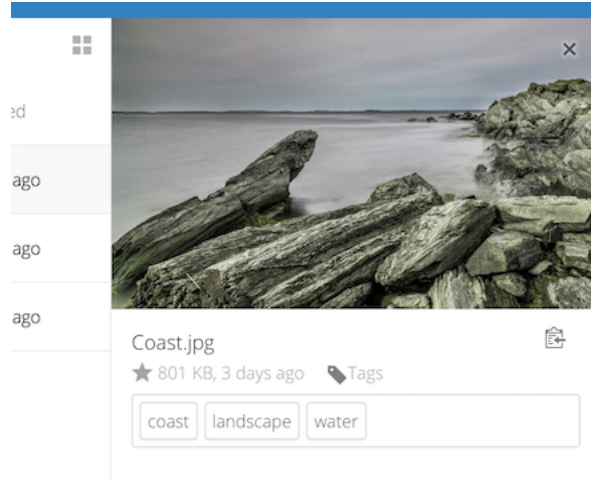 ed
ago
ago
ago
Coast.jpg
801 KB, 3 days ago Tags
coast landscape water